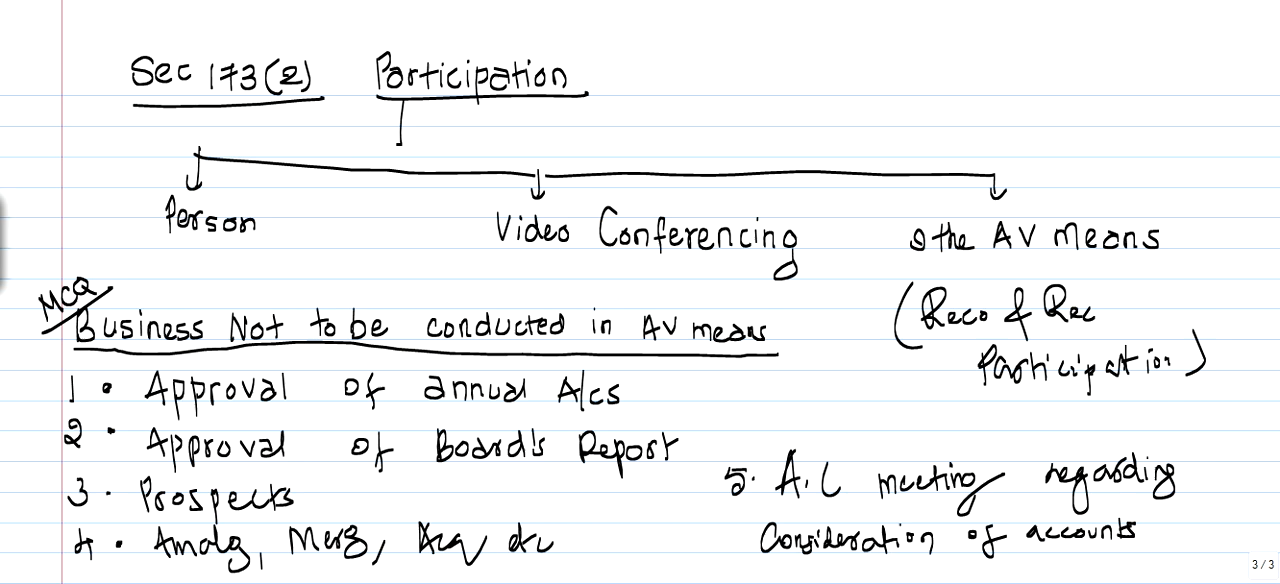 Sec 173(2) Participation
Person
Video Conferencing
Othe AV means
(Reco & Rec
Participation)
MCQ
Business Not to be conducted in AV means
1. Approval of annual A/cs
2. Approval of Board's Report
3. Prospects
4. Amalg, Merg, Acq etc
5. A.C meeting regarding
Consideration of accounts
3/3